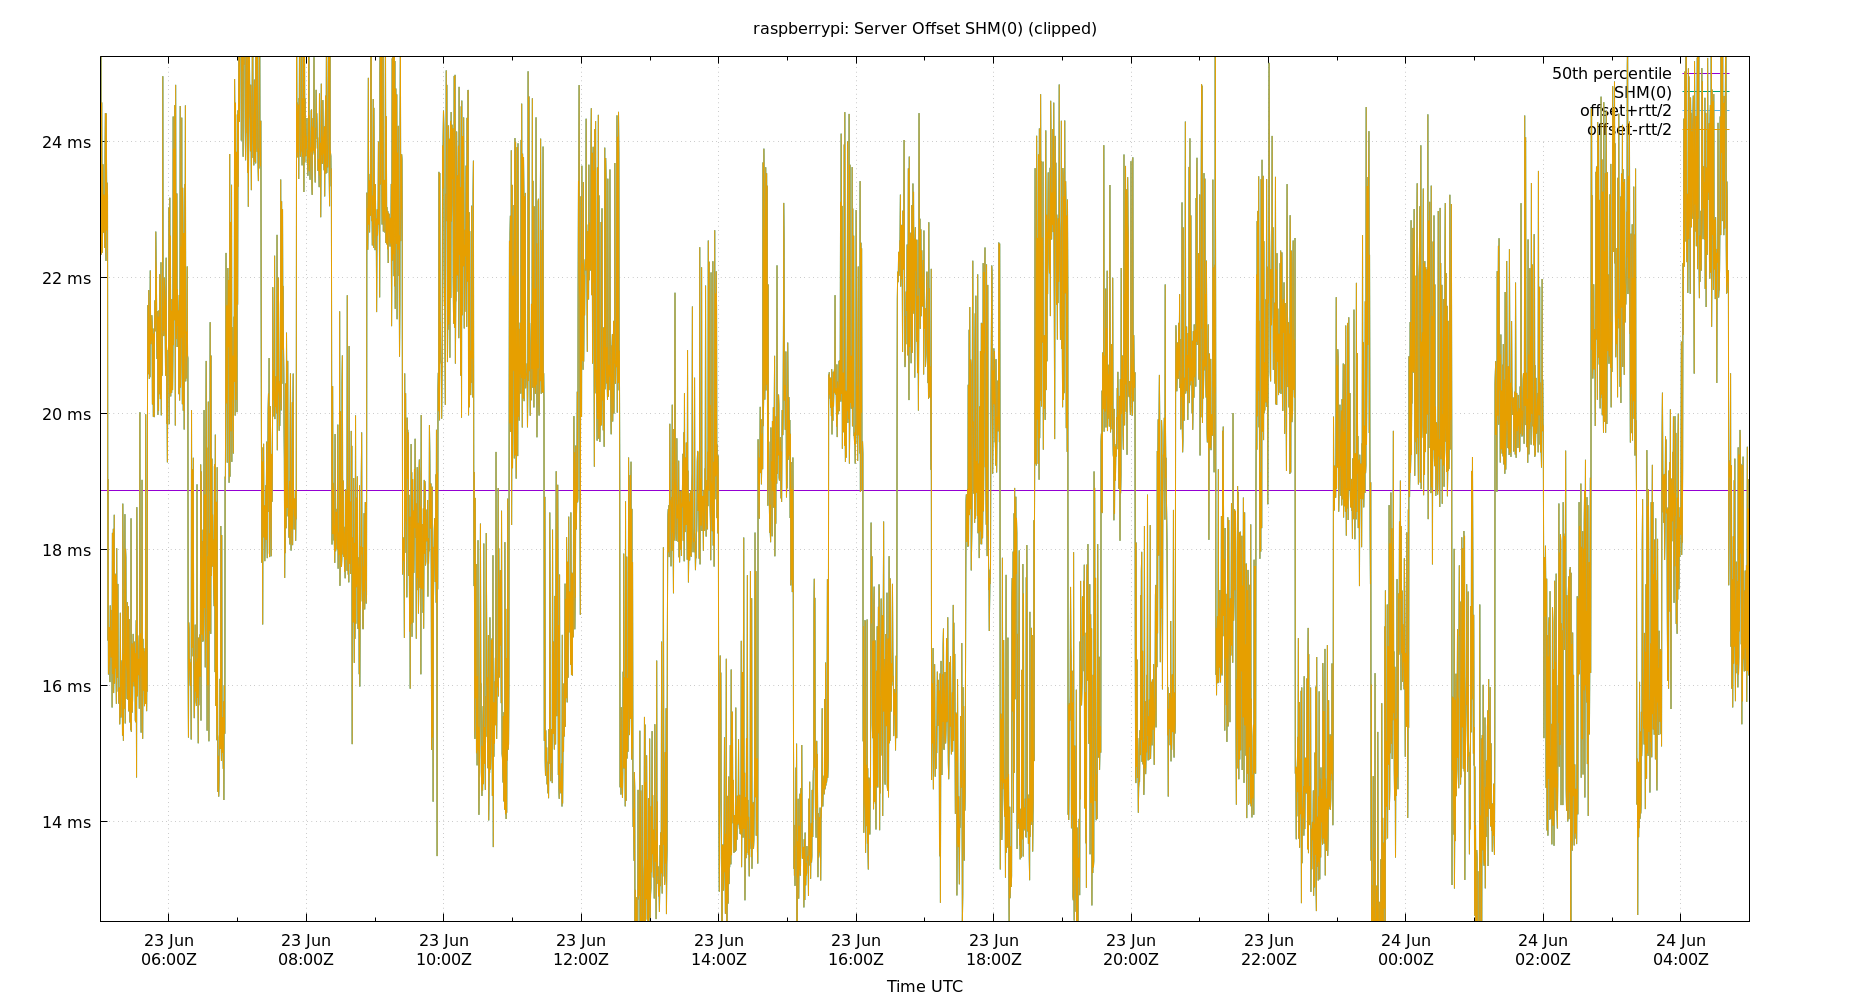 raspberrypi: Server Offset SHM(0) (clipped)
50th percentile
SHM(0)
offset+rtt/2
offset-rtt/2
24 ms
22 ms
20 ms
18 ms
16 ms
14 ms
23 Jun 23 Jun 23 Jun 23 Jun 23 Jun 23 Jun 23 Jun 23 Jun 23 Jun 24 Jun 24 Jun 24 Jun
06:00Z 08:00Z 10:00Z 12:00Z 14:00Z 16:00Z 18:00Z 20:00Z 22:00Z 00:00Z 02:00Z 04:00Z
Time UTC